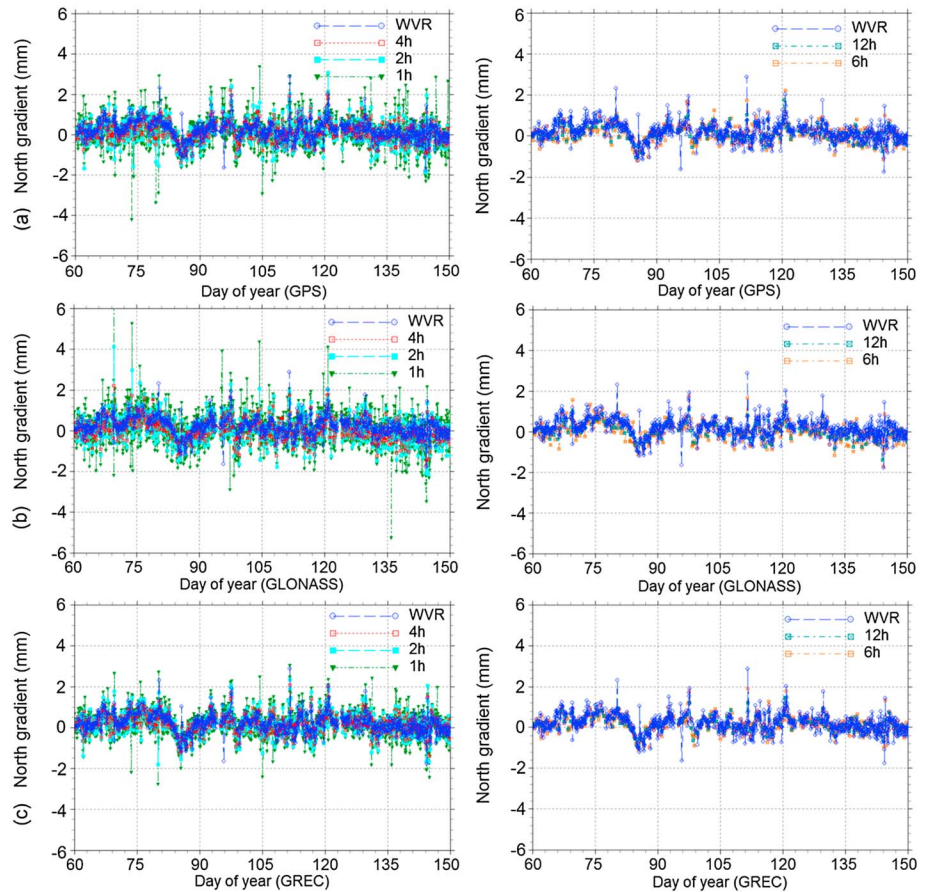 6
4
2
0
-2
-4
-6
North gradient (mm)
(a)
WVR
4h
2h
1h
60 75 90 105 120 135 150
Day of year (GPS)
6
4
2
0
-2
-4
-6
North gradient (mm)
WVR
12h
6h
60 75 90 105 120 135 150
Day of year (GPS)
6
4
2
0
-2
-4
-6
North gradient (mm)
(b)
WVR
4h
2h
1h
60 75 90 105 120 135 150
Day of year (GLONASS)
6
4
2
0
-2
-4
-6
North gradient (mm)
WVR
12h
6h
60 75 90 105 120 135 150
Day of year (GLONASS)
6
4
2
0
-2
-4
-6
North gradient (mm)
(c)
WVR
4h
2h
1h
60 75 90 105 120 135 150
Day of year (GREC)
6
4
2
0
-2
-4
-6
North gradient (mm)
WVR
12h
6h
60 75 90 105 120 135 150
Day of year (GREC)